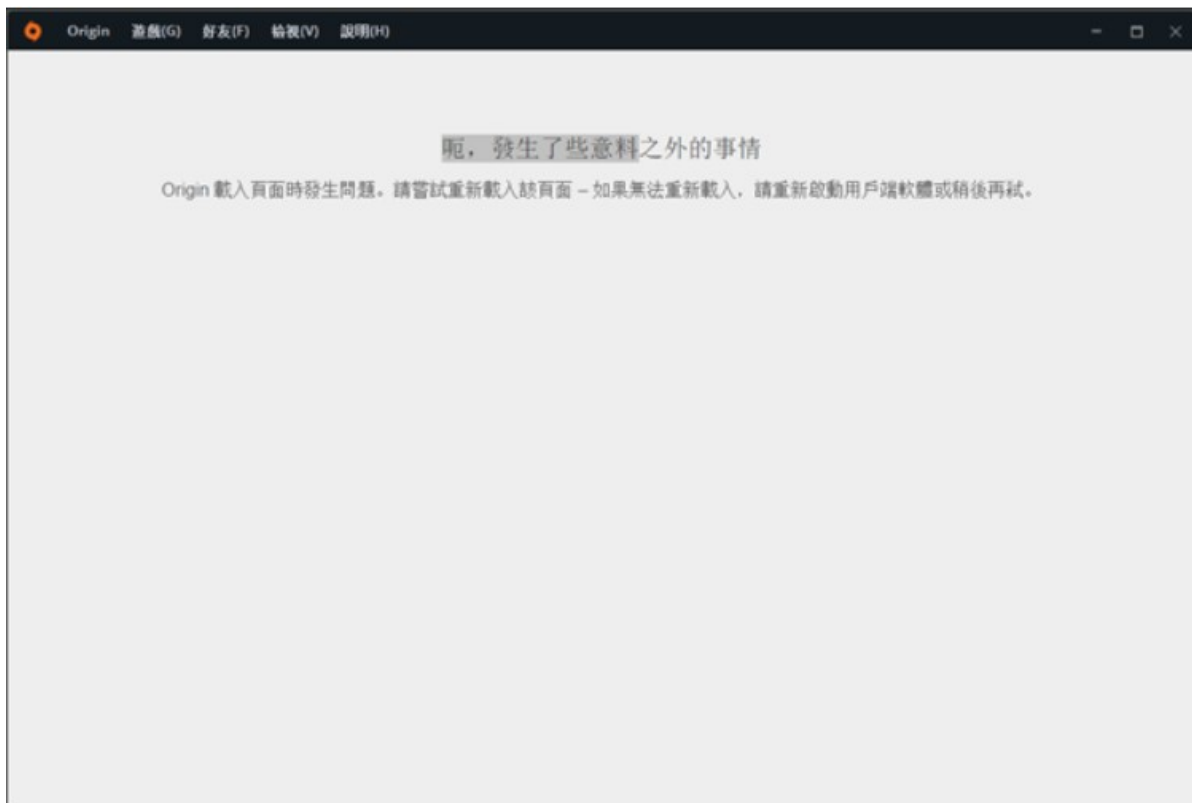 Origin 遊戲(G) 好友(F) 檢視(V) 說明(H)
呃，發生了些意料之外的事情
Origin 載入頁面時發生問題。請嘗試重新載入該頁面 – 如果無法重新載入，請重新啟動用戶端軟體或稍後再試。